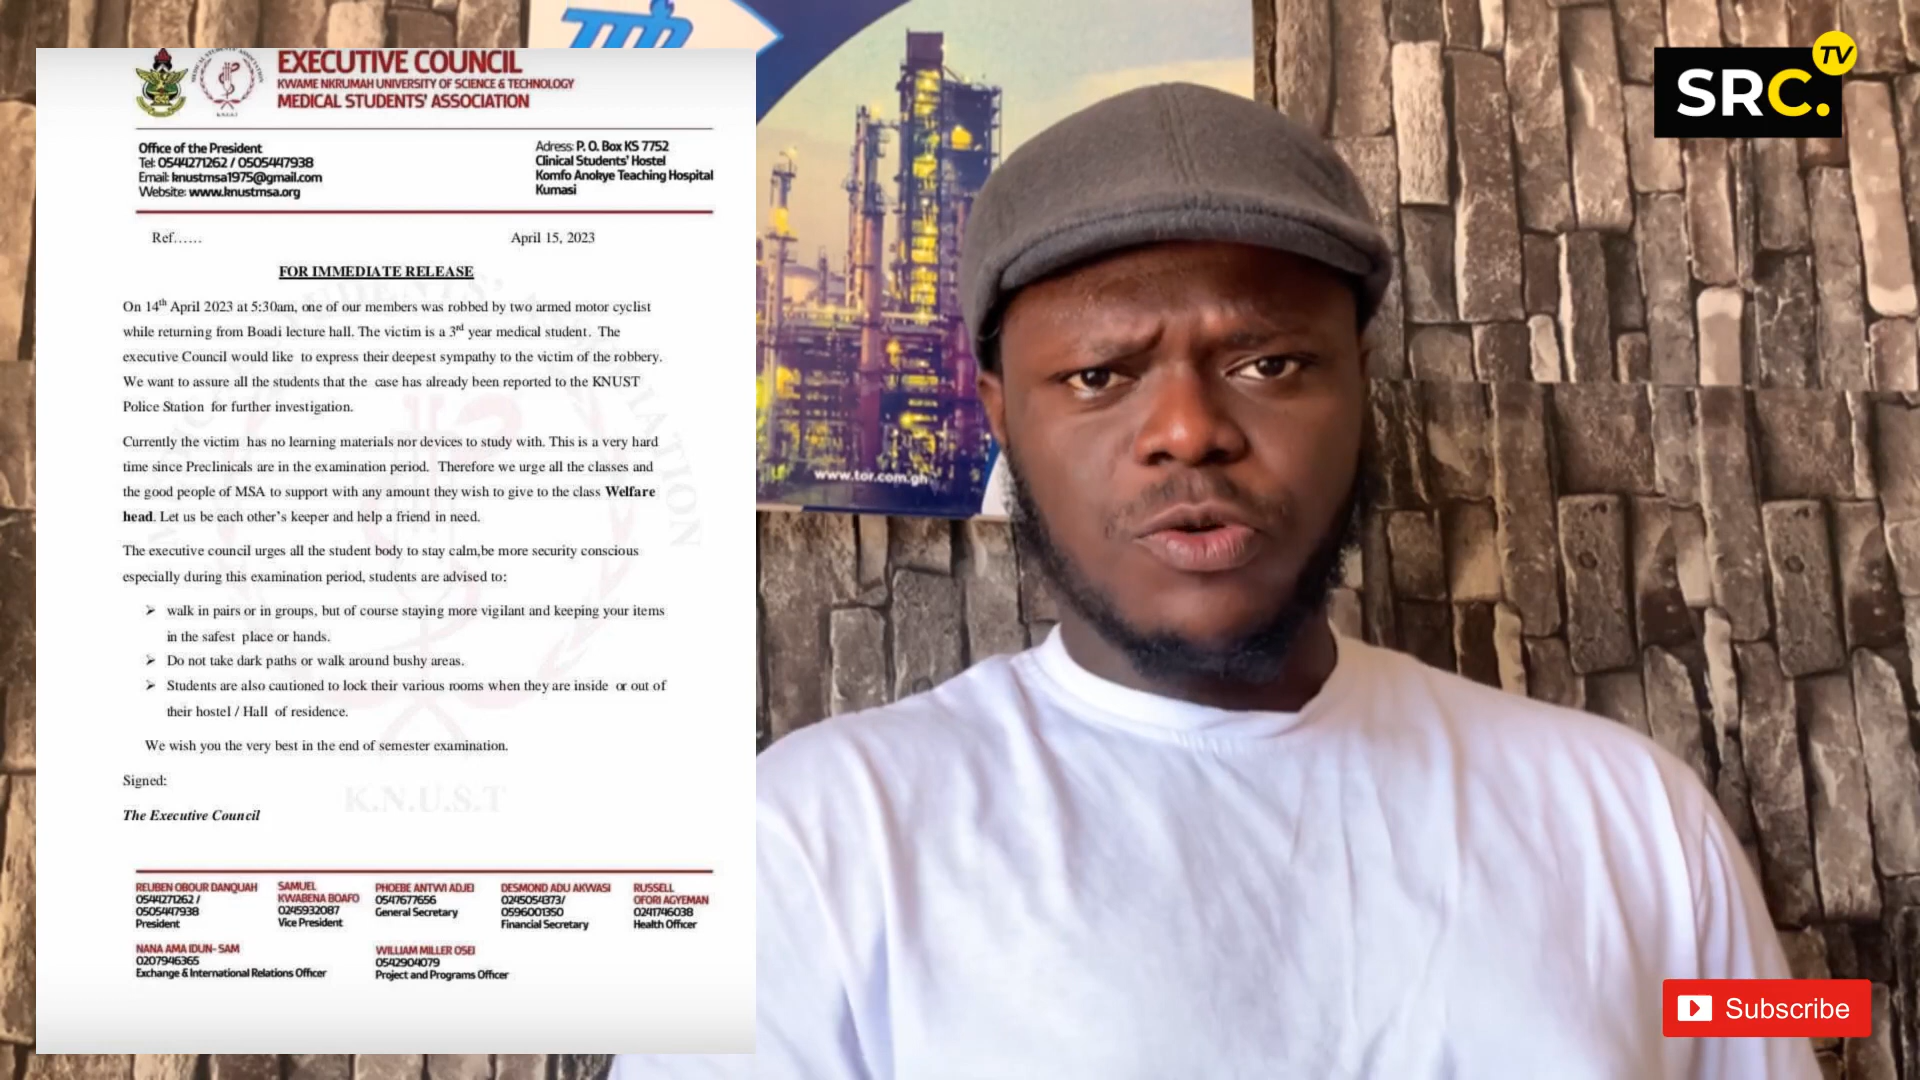 EXECUTIVE COUNCIL
KWAME NKRUMAH UNIVERSITY OF SCIENCE & TECHNOLOGY
MEDICAL STUDENTS' ASSOCIATION
Office of the President
Tel: 0544271262 / 0505447938
Email: knustmsa1975@gmail.com
Website: www.knustmsa.org
Adress: P. O. Box KS 7752
Clinical Students' Hostel
Komfo Anokye Teaching Hospital
Kumasi
Ref......
April 15, 2023
FOR IMMEDIATE RELEASE
On 14th April 2023 at 5:30am, one of our members was robbed by two armed motor cyclist
while returning from Boadi lecture hall. The victim is a 3rd year medical student. The
executive Council would like to express their deepest sympathy to the victim of the robbery.
We want to assure all the students that the case has already been reported to the KNUST
Police Station for further investigation.
Currently the victim has no learning materials nor devices to study with. This is a very hard
time since Preclinicals are in the examination period. Therefore we urge all the classes and
the good people of MSA to support with any amount they wish to give to the class Welfare
head. Let us be each other's keeper and help a friend in need.
The executive council urges all the student body to stay calm,be more security conscious
especially during this examination period, students are advised to:
➢ walk in pairs or in groups, but of course staying more vigilant and keeping your items
in the safest place or hands.
➢ Do not take dark paths or walk around bushy areas.
➢ Students are also cautioned to lock their various rooms when they are inside or out of
their hostel / Hall of residence.
We wish you the very best in the end of semester examination.
Signed:
K.N.U.S.T
The Executive Council
REUBEN OBOUR DANQUAH
0544271262 /
0505447938
President
SAMUEL
KWABENA BOAFO
0245932087
Vice President
PHOEBE ANTWI ADJEI
0547677656
General Secretary
DESMOND ADU AKWASI
0245054373/
0596001350
Financial Secretary
RUSSELL
OFORI AGYEMAN
0241746038
Health Officer
NANA AMA IDUN- SAM
0207946365
Exchange & International Relations Officer
WILLIAM MILLER OSEI
0542904079
Project and Programs Officer
www.tor.com.gh
SRC. TV
Subscribe